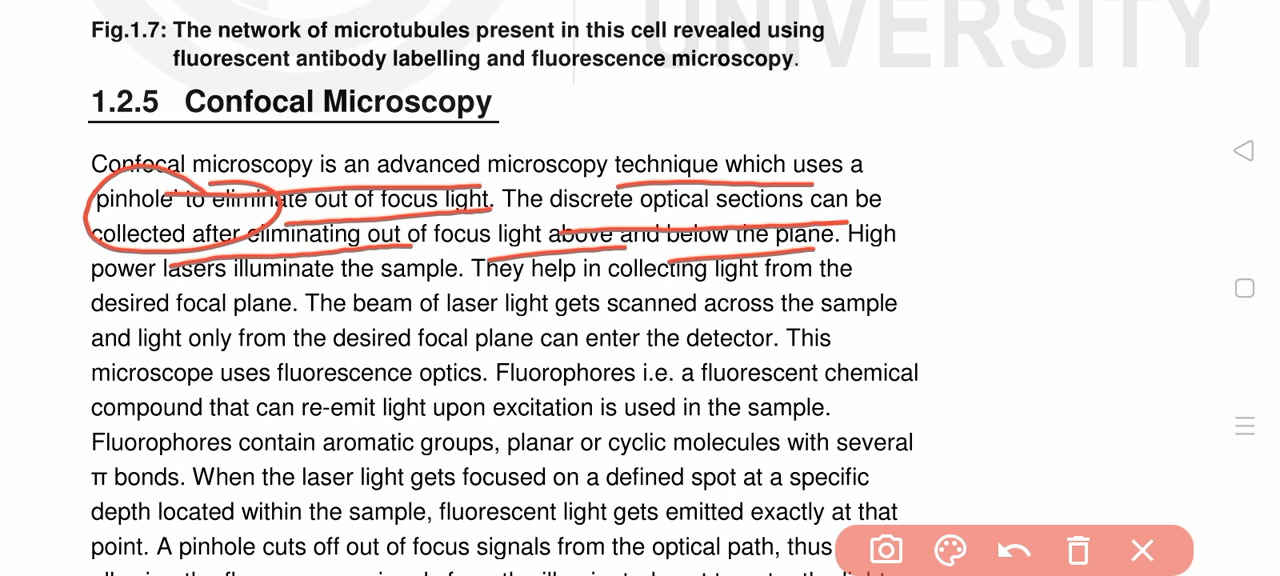 UNIVERSITY
Fig.1.7: The network of microtubules present in this cell revealed using
fluorescent antibody labelling and fluorescence microscopy.
1.2.5 Confocal Microscopy
Confocal microscopy is an advanced microscopy technique which uses a
pinhole to eliminate out of focus light. The discrete optical sections can be
collected after eliminating out of focus light above and below the plane. High
power lasers illuminate the sample. They help in collecting light from the
desired focal plane. The beam of laser light gets scanned across the sample
and light only from the desired focal plane can enter the detector. This
microscope uses fluorescence optics. Fluorophores i.e. a fluorescent chemical
compound that can re-emit light upon excitation is used in the sample.
Fluorophores contain aromatic groups, planar or cyclic molecules with several
π bonds. When the laser light gets focused on a defined spot at a specific
depth located within the sample, fluorescent light gets emitted exactly at that
point. A pinhole cuts off out of focus signals from the optical path, thus